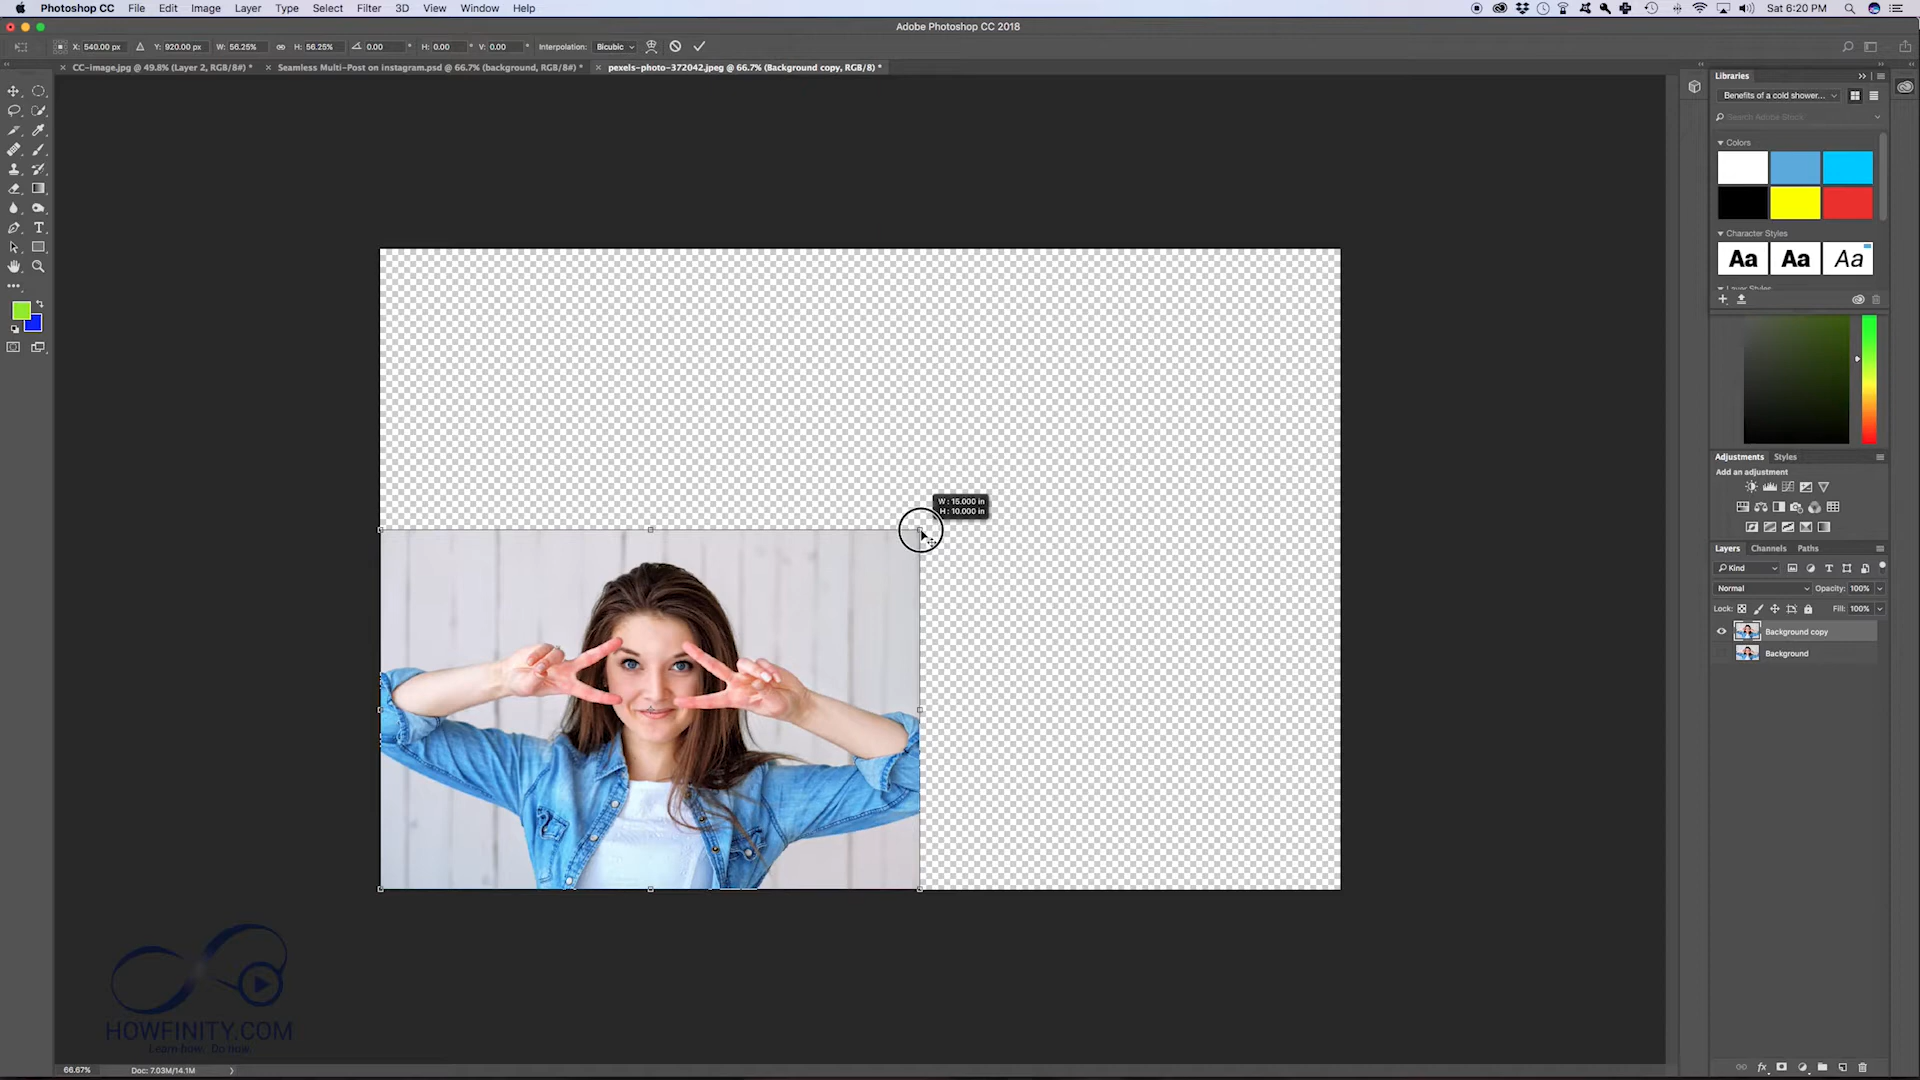 Photoshop CC File Edit Image Layer Type Select Filter 3D View Window Help Sat 6:20 PM
Adobe Photoshop CC 2018
X: 540.00 px Y: 920.00 px W: 56.25% H: 56.25% 0.00 ° H: 0.00 ° V: 0.00 ° Interpolation: Bicubic
CC-image.jpg @ 49.8% (Layer 2, RGB/8#) * Seamless Multi-Post on instagram.psd @ 66.7% (background, RGB/8#) * pexels-photo-372042.jpeg @ 66.7% (Background copy, RGB/8) *
Libraries
Benefits of a cold shower...
Search Adobe Stock
Colors
Character Styles
Aa Aa Aa
Layer Styles
W : 15.000 in
H : 10.000 in
Adjustments Styles
Add an adjustment
Layers Channels Paths
Kind
Normal Opacity: 100%
Lock: Fill: 100%
Background copy
Background
HOWFINITY.COM
Learn how. Do now.
66.67% Doc: 7.03M/14.1M